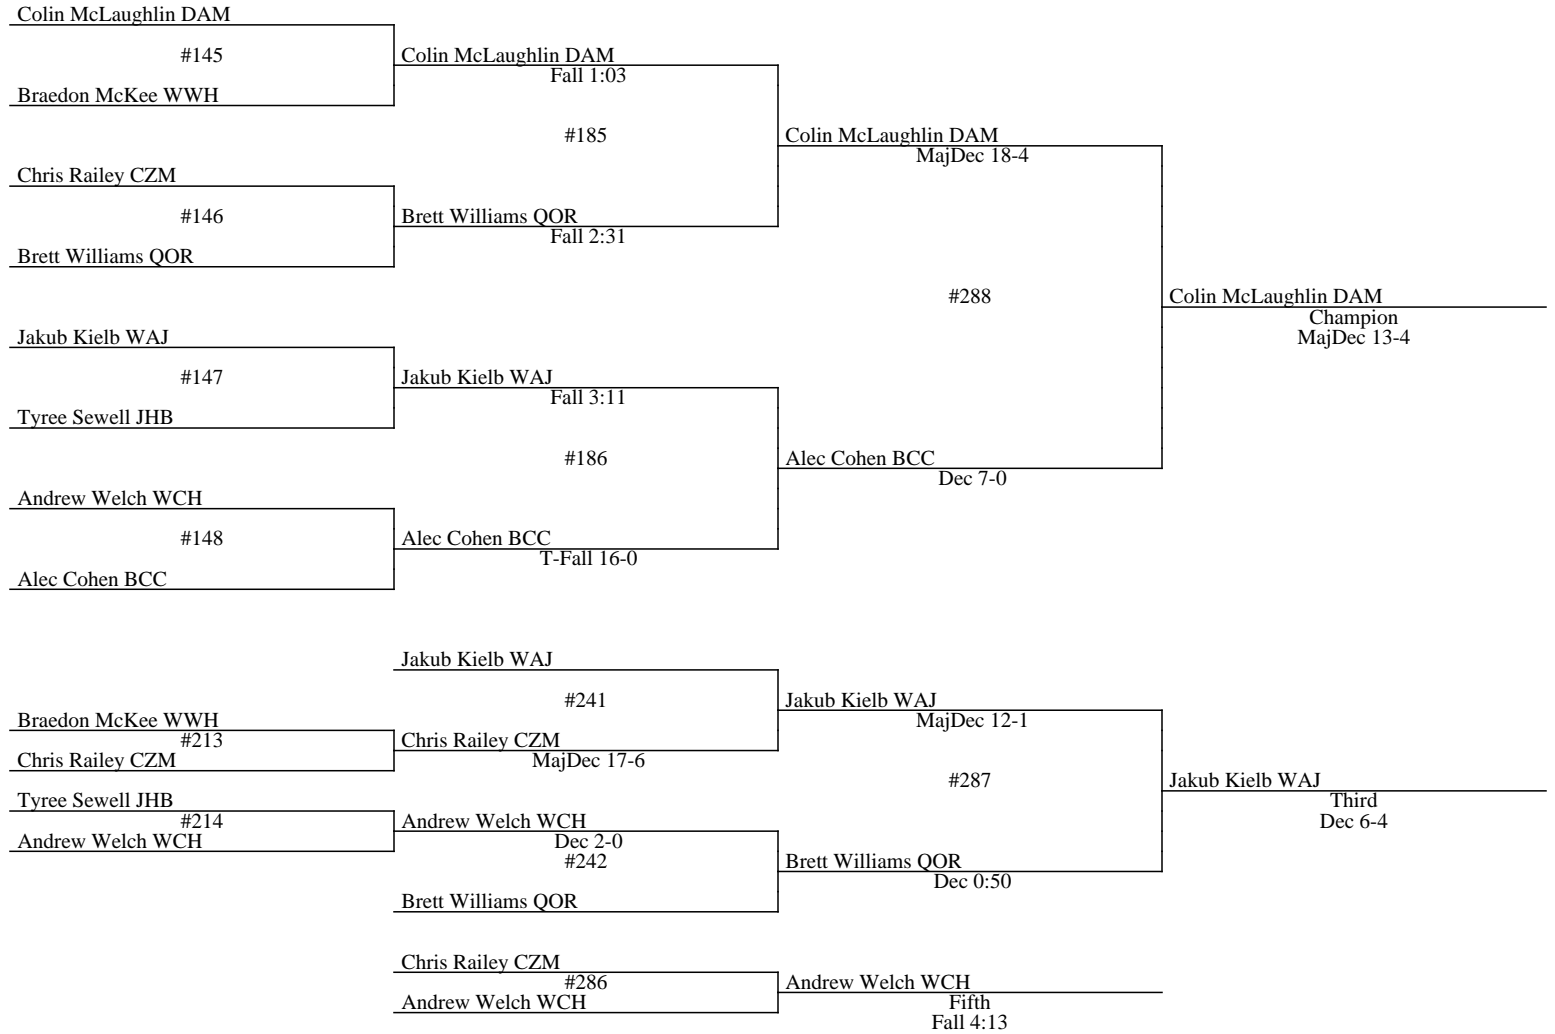 Colin McLaughlin DAM
#145
Braedon McKee WWH
Colin McLaughlin DAM
Fall 1:03
#185
Chris Railey CZM
#146
Brett Williams QOR
Brett Williams QOR
Fall 2:31
Colin McLaughlin DAM
MajDec 18-4
#288
Jakub Kielb WAJ
#147
Tyree Sewell JHB
Jakub Kielb WAJ
Fall 3:11
#186
Andrew Welch WCH
#148
Alec Cohen BCC
Alec Cohen BCC
T-Fall 16-0
Alec Cohen BCC
Dec 7-0
Colin McLaughlin DAM
Champion
MajDec 13-4
Jakub Kielb WAJ
#241
Braedon McKee WWH
#213
Chris Railey CZM
Chris Railey CZM
MajDec 17-6
Jakub Kielb WAJ
MajDec 12-1
#287
Tyree Sewell JHB
#214
Andrew Welch WCH
Andrew Welch WCH
Dec 2-0
#242
Brett Williams QOR
Brett Williams QOR
Dec 0:50
Jakub Kielb WAJ
Third
Dec 6-4
Chris Railey CZM
#286
Andrew Welch WCH
Andrew Welch WCH
Fifth
Fall 4:13